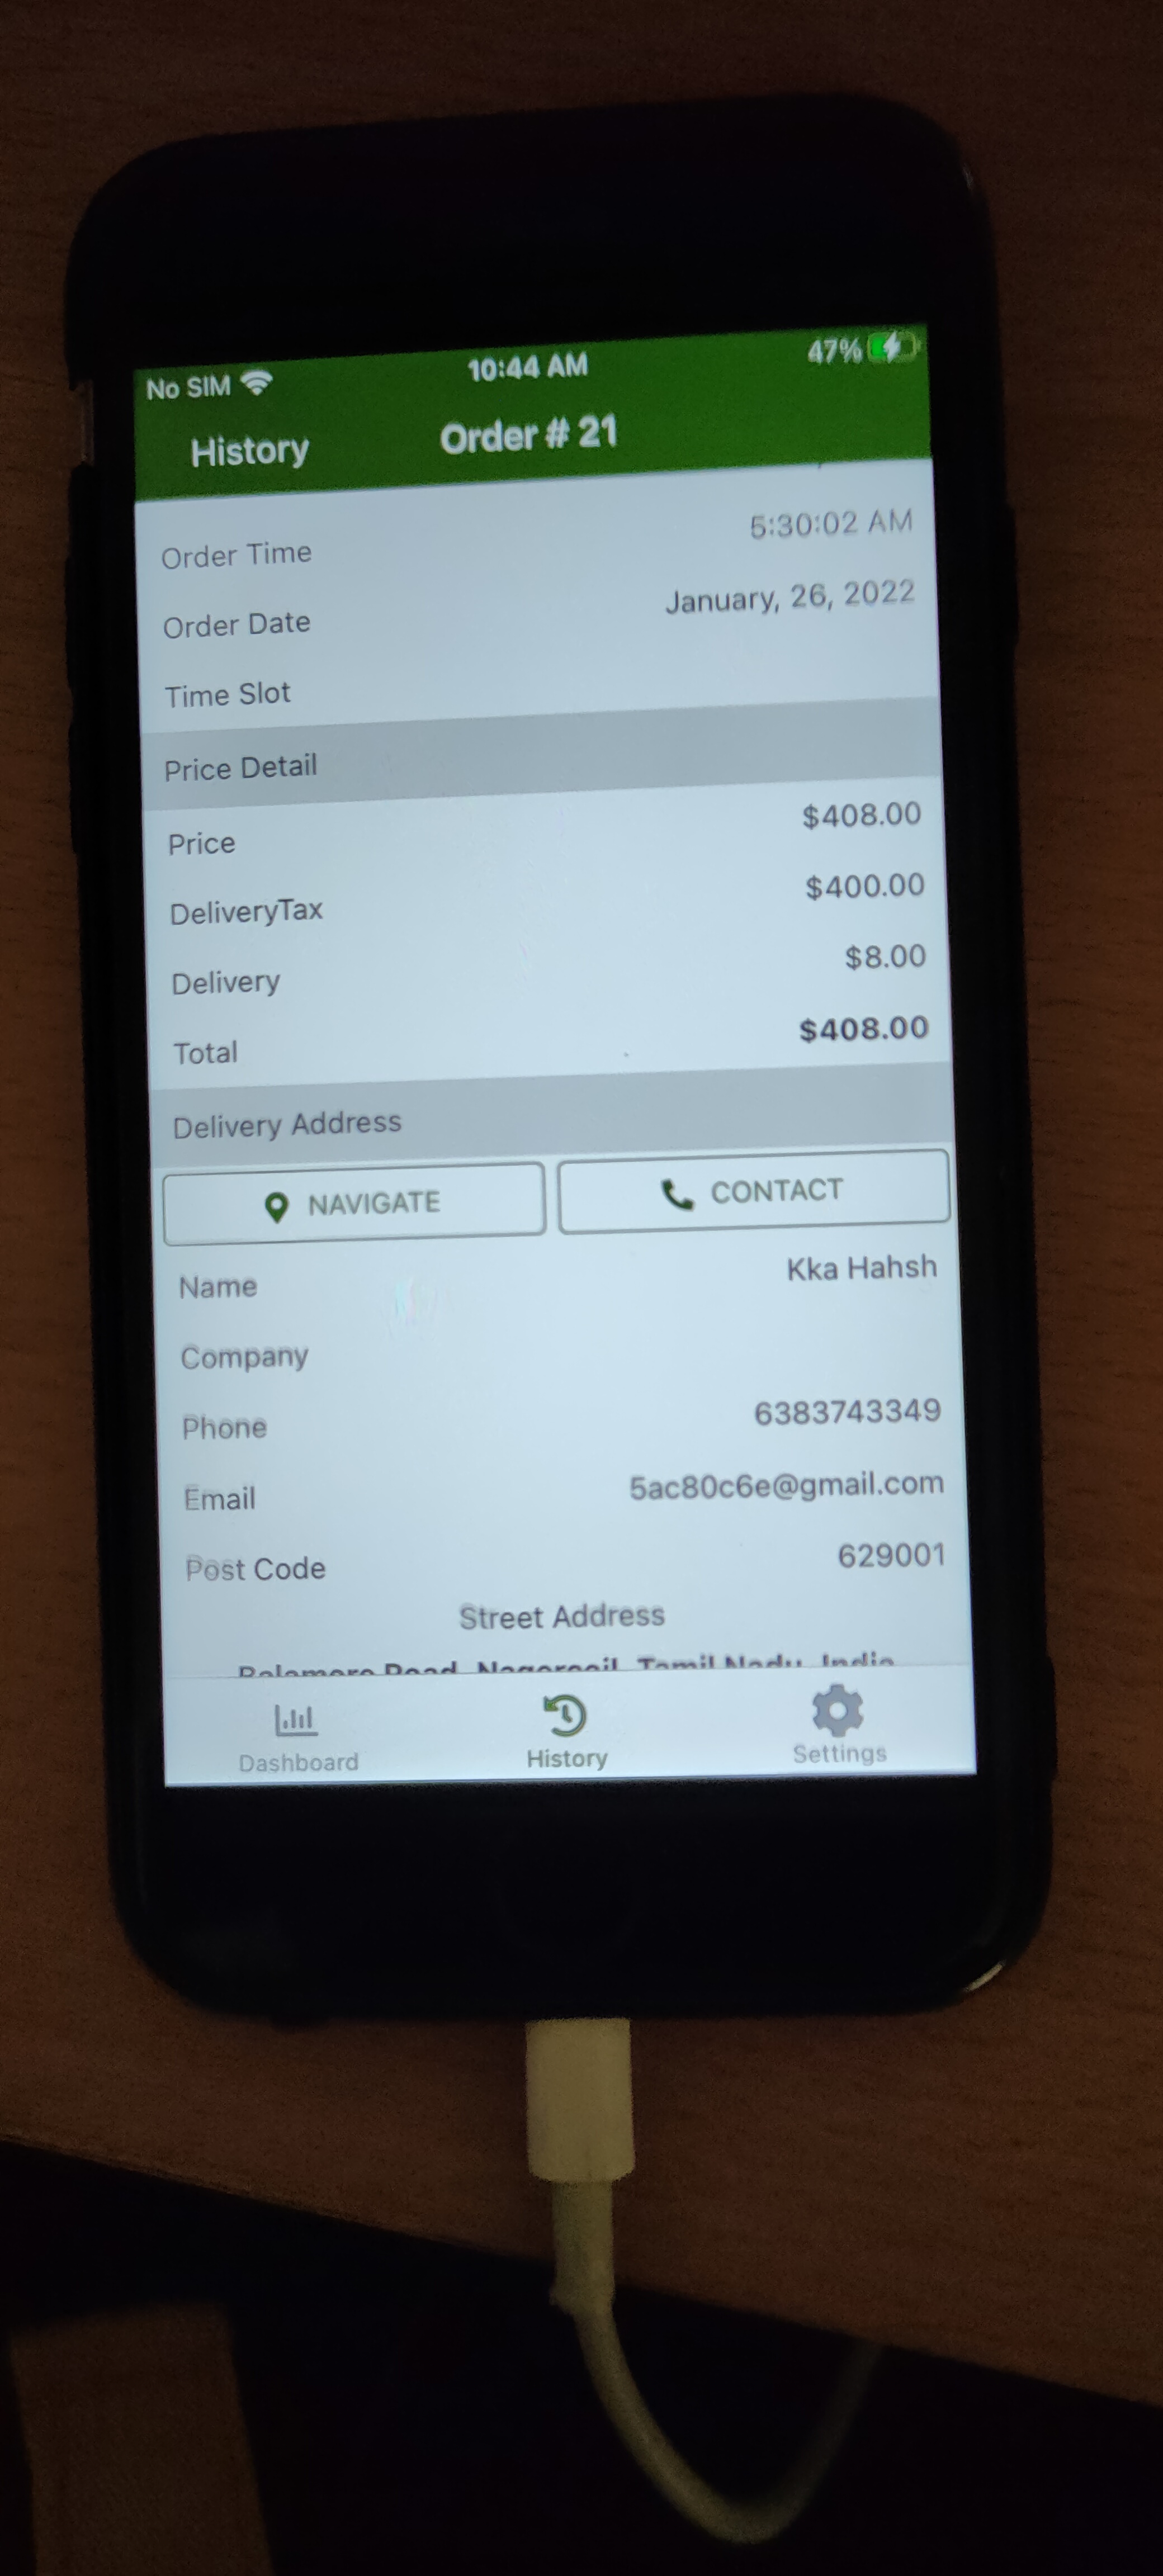 No SIM 10:44 AM 47%
History Order # 21
Order Time 5:30:02 AM
Order Date January, 26, 2022
Time Slot
Price Detail
Price $408.00
DeliveryTax $400.00
Delivery $8.00
Total $408.00
Delivery Address
NAVIGATE CONTACT
Name Kka Hahsh
Company
Phone 6383743349
Email 5ac80c6e@gmail.com
Post Code 629001
Street Address
Road, Nagercoil, Tamil Nadu, India
Dashboard History Settings